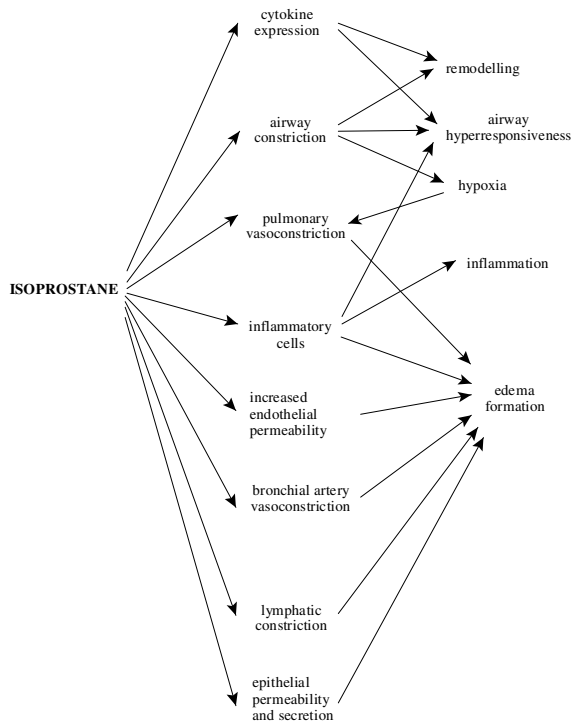 cytokine
expression
remodelling
airway
constriction
airway
hyperresponsiveness
hypoxia
pulmonary
vasoconstriction
inflammation
ISOPROSTANE
inflammatory
cells
edema
formation
increased
endothelial
permeability
bronchial artery
vasoconstriction
lymphatic
constriction
epithelial
permeability
and secretion